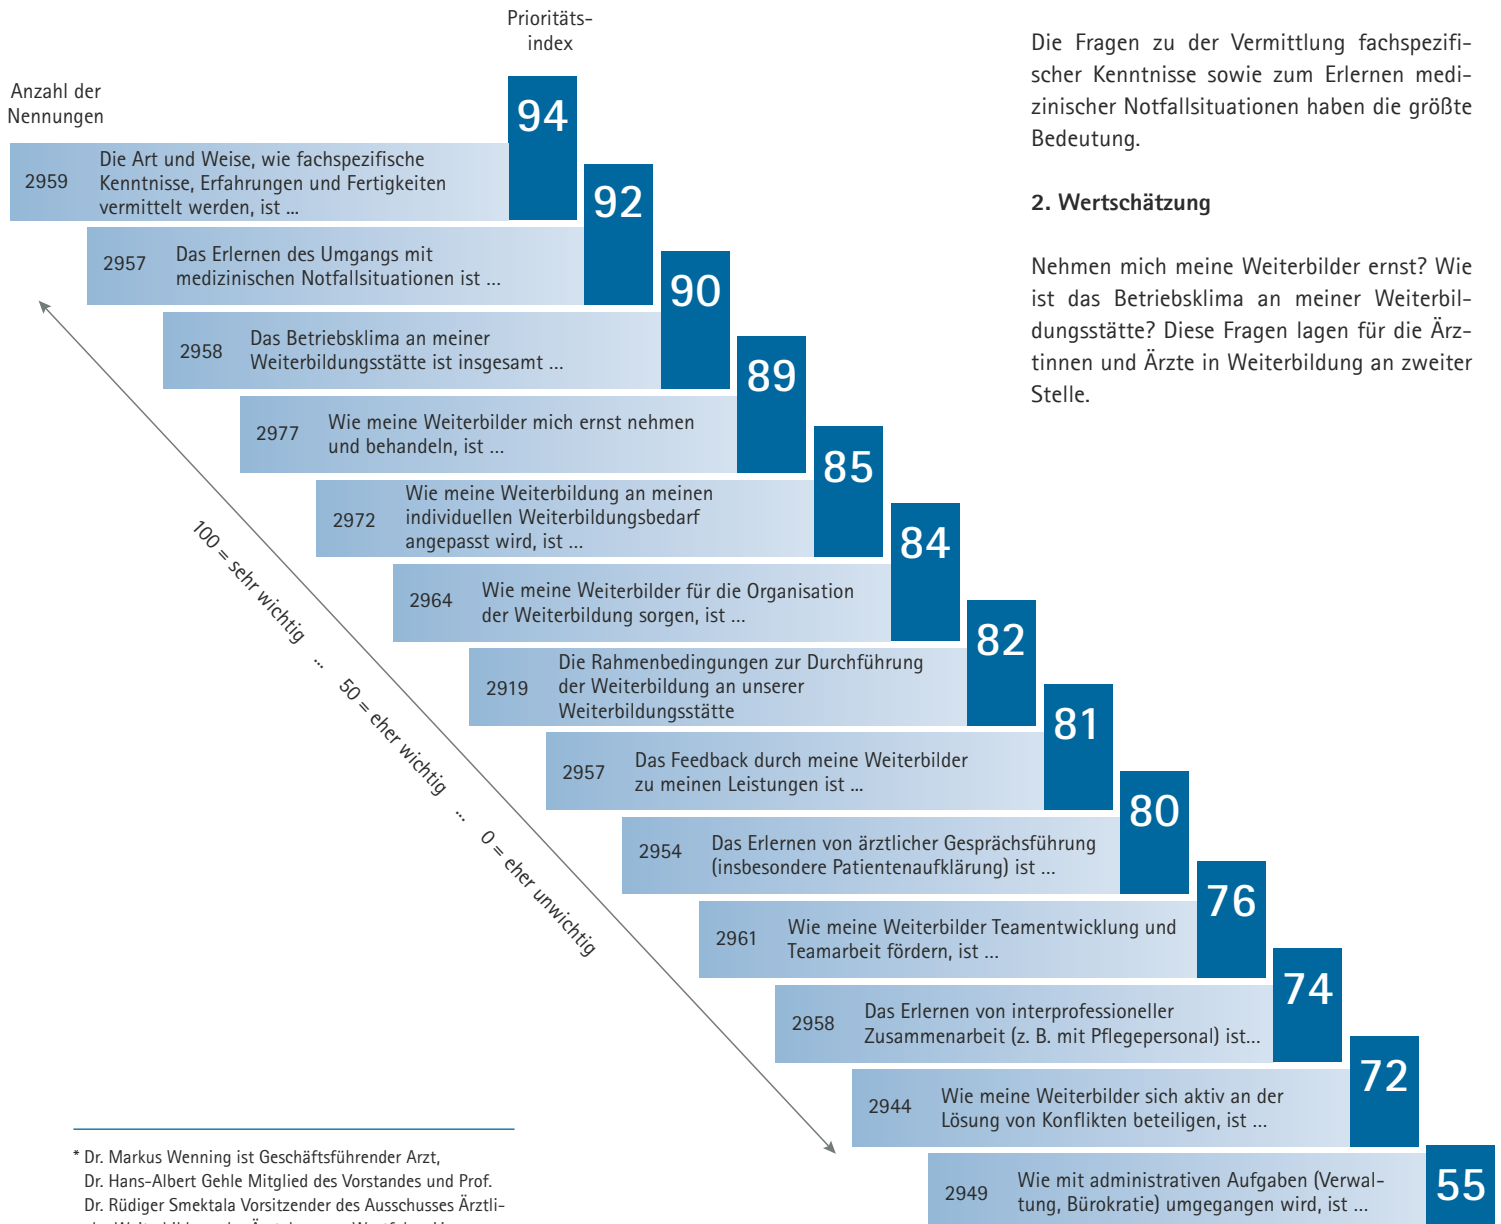 Prioritäts-
index
Anzahl der
Nennungen
94
2959
Die Art und Weise, wie fachspezifische
Kenntnisse, Erfahrungen und Fertigkeiten
vermittelt werden, ist ...
92
2957
Das Erlernen des Umgangs mit
medizinischen Notfallsituationen ist ...
90
2958
Das Betriebsklima an meiner
Weiterbildungsstätte ist insgesamt ...
89
2977
Wie meine Weiterbilder mich ernst nehmen
und behandeln, ist ...
85
2972
Wie meine Weiterbildung an meinen
individuellen Weiterbildungsbedarf
angepasst wird, ist ...
84
2964
Wie meine Weiterbilder für die Organisation
der Weiterbildung sorgen, ist ...
82
2919
Die Rahmenbedingungen zur Durchführung
der Weiterbildung an unserer
Weiterbildungsstätte
81
2957
Das Feedback durch meine Weiterbilder
zu meinen Leistungen ist ...
80
2954
Das Erlernen von ärztlicher Gesprächsführung
(insbesondere Patientenaufklärung) ist ...
76
2961
Wie meine Weiterbilder Teamentwicklung und
Teamarbeit fördern, ist ...
74
2958
Das Erlernen von interprofessioneller
Zusammenarbeit (z. B. mit Pflegepersonal) ist...
72
2944
Wie meine Weiterbilder sich aktiv an der
Lösung von Konflikten beteiligen, ist ...
55
2949
Wie mit administrativen Aufgaben (Verwal-
tung, Bürokratie) umgegangen wird, ist ...
100 = sehr wichtig ... 50 = eher wichtig ... 0 = eher unwichtig
Die Fragen zu der Vermittlung fachspezifi-
scher Kenntnisse sowie zum Erlernen medi-
zinischer Notfallsituationen haben die größte
Bedeutung.
2. Wertschätzung
Nehmen mich meine Weiterbilder ernst? Wie
ist das Betriebsklima an meiner Weiterbil-
dungsstätte? Diese Fragen lagen für die Ärz-
tinnen und Ärzte in Weiterbildung an zweiter
Stelle.
* Dr. Markus Wenning ist Geschäftsführender Arzt,
Dr. Hans-Albert Gehle Mitglied des Vorstandes und Prof.
Dr. Rüdiger Smektala Vorsitzender des Ausschusses Ärztli-